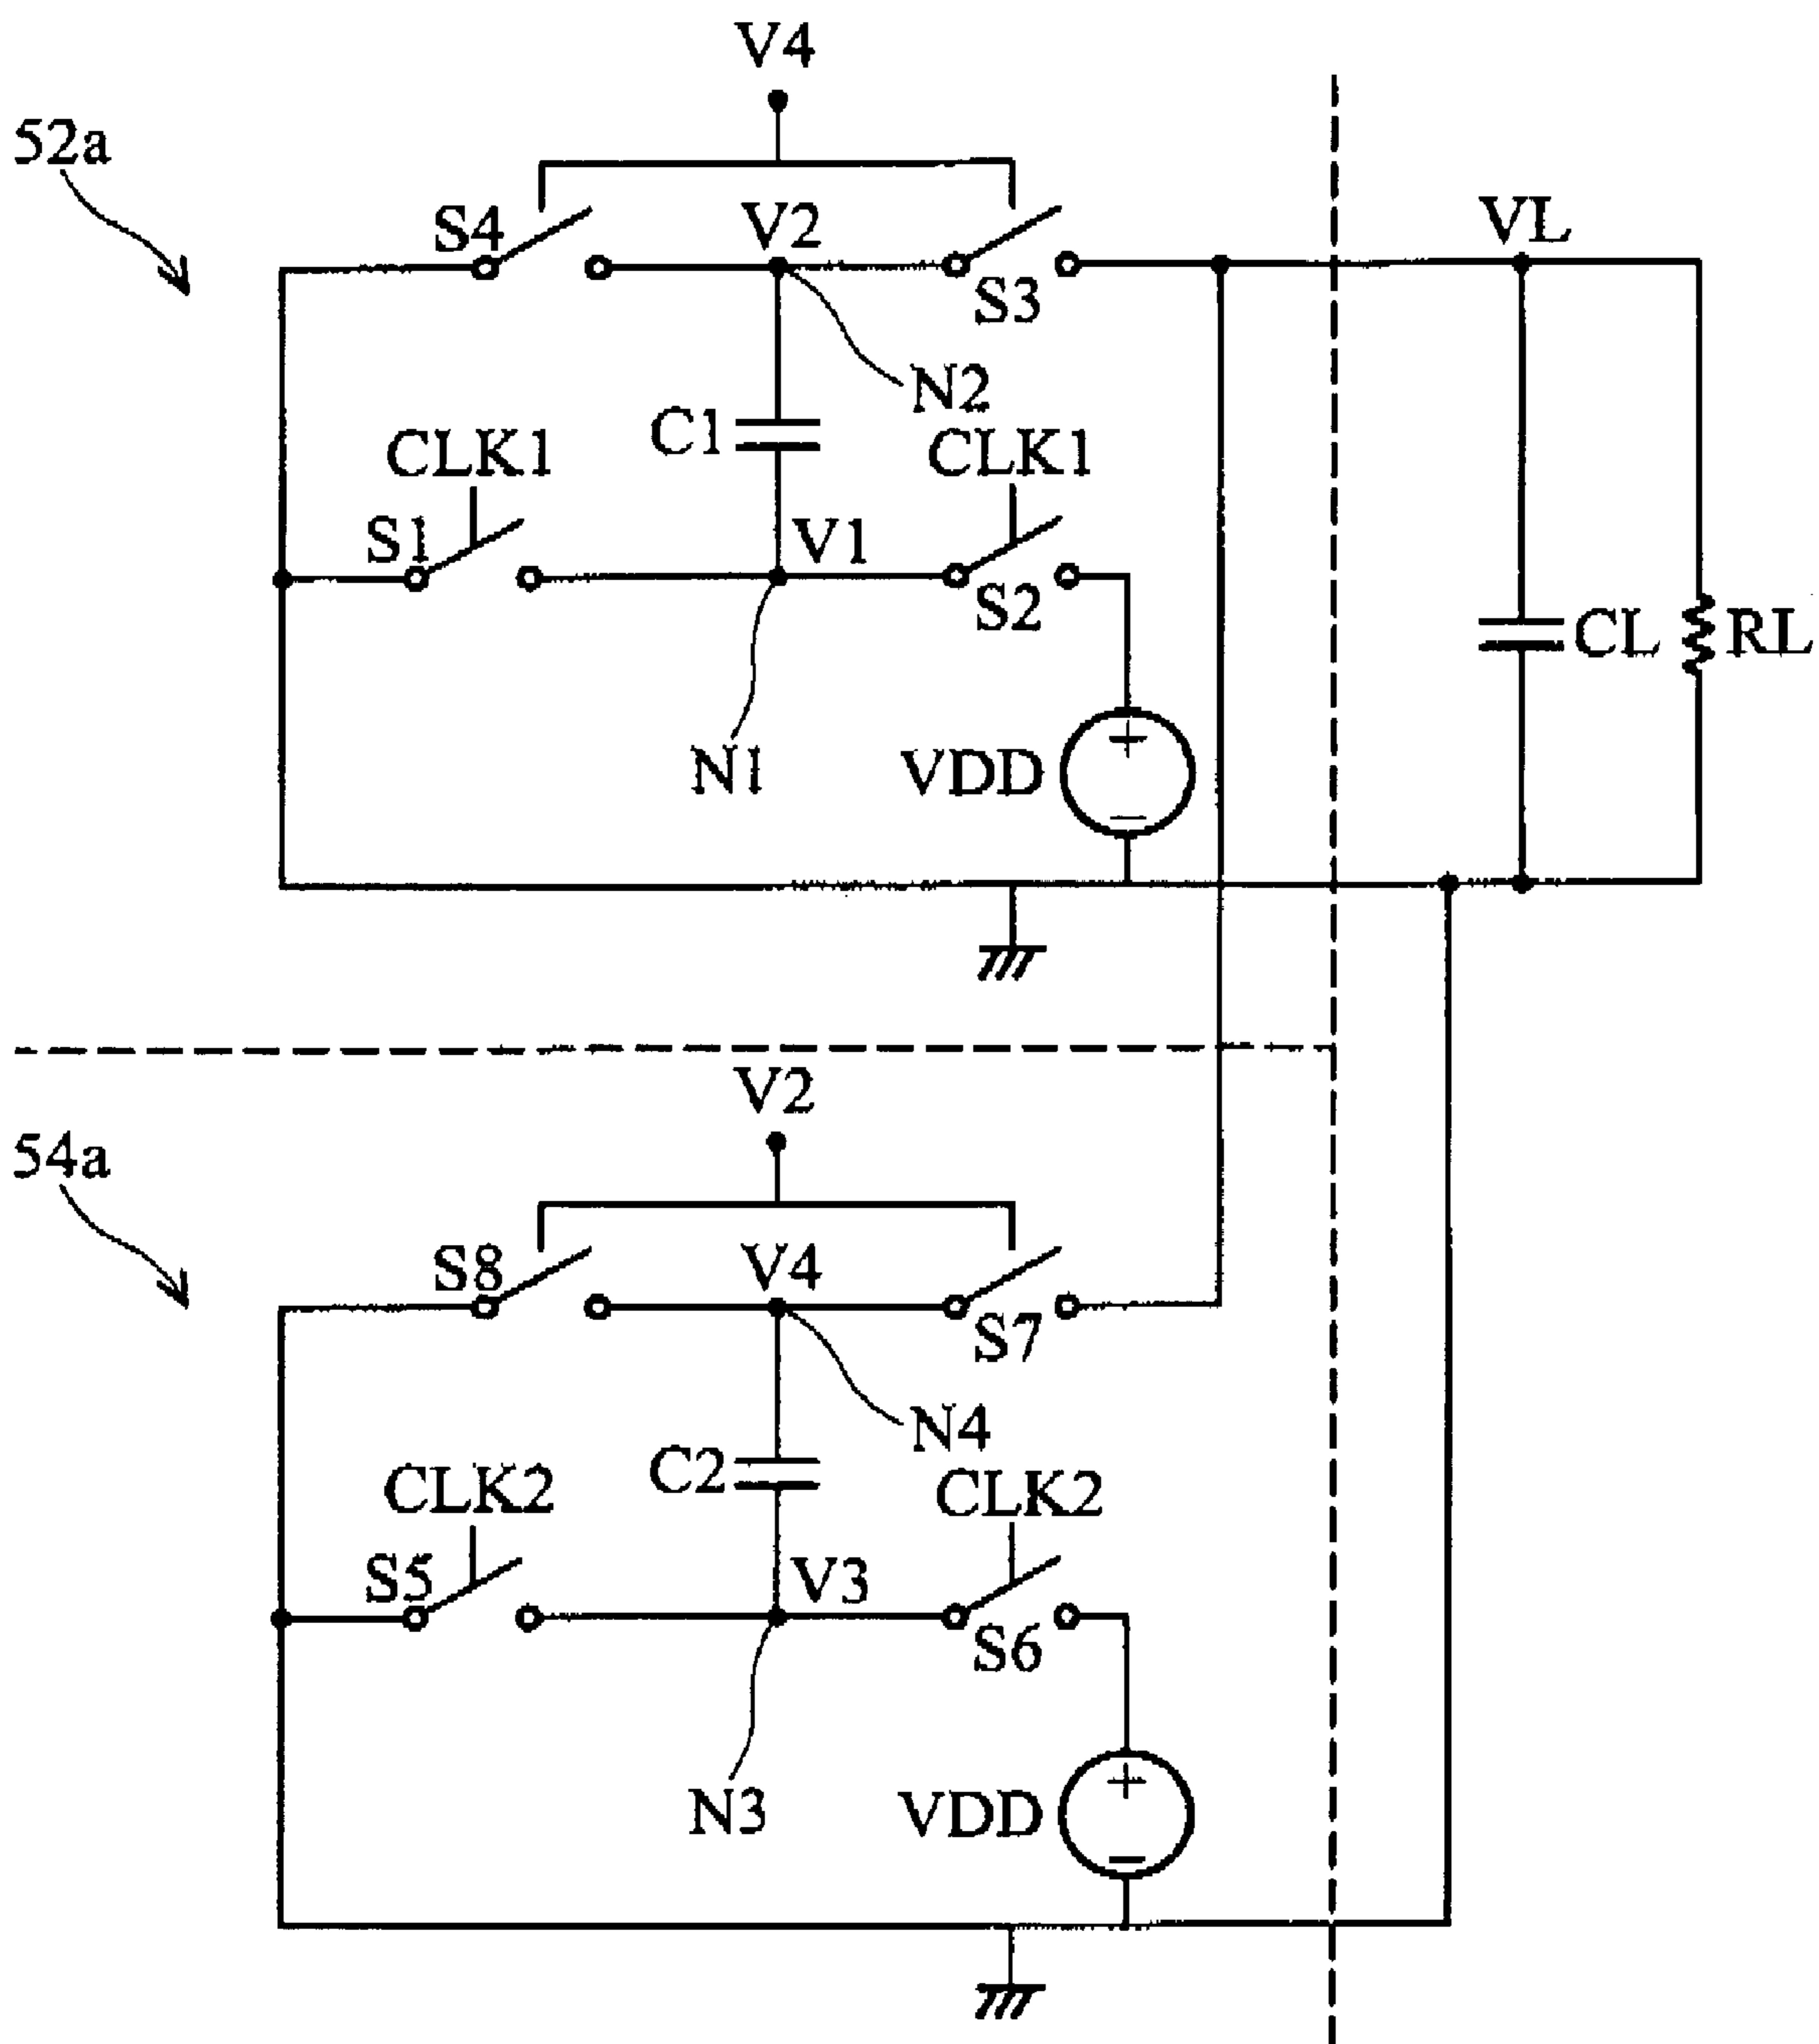 V4
52a
S4
V2
VL
S3
N2
C1
CLK1
CLK1
S1
V1
S2
CL
RL
N1
VDD
+
−
V2
54a
S8
V4
S7
N4
C2
CLK2
CLK2
S5
V3
S6
N3
VDD
+
−